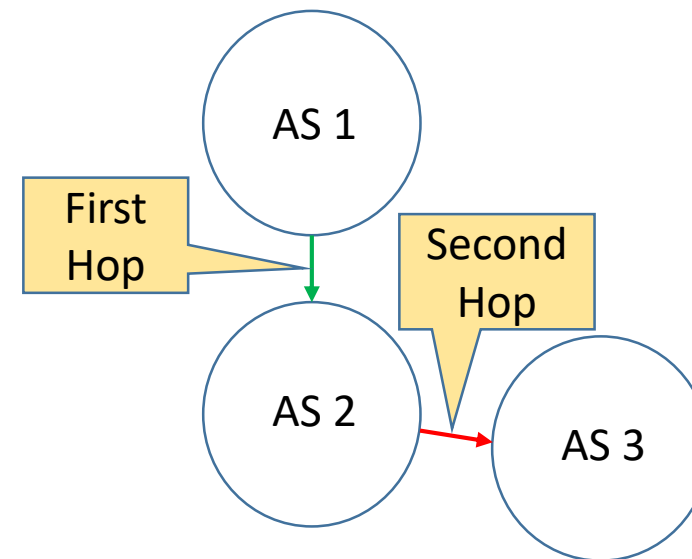 AS 1
First
Hop
Second
Hop
AS 2
AS 3